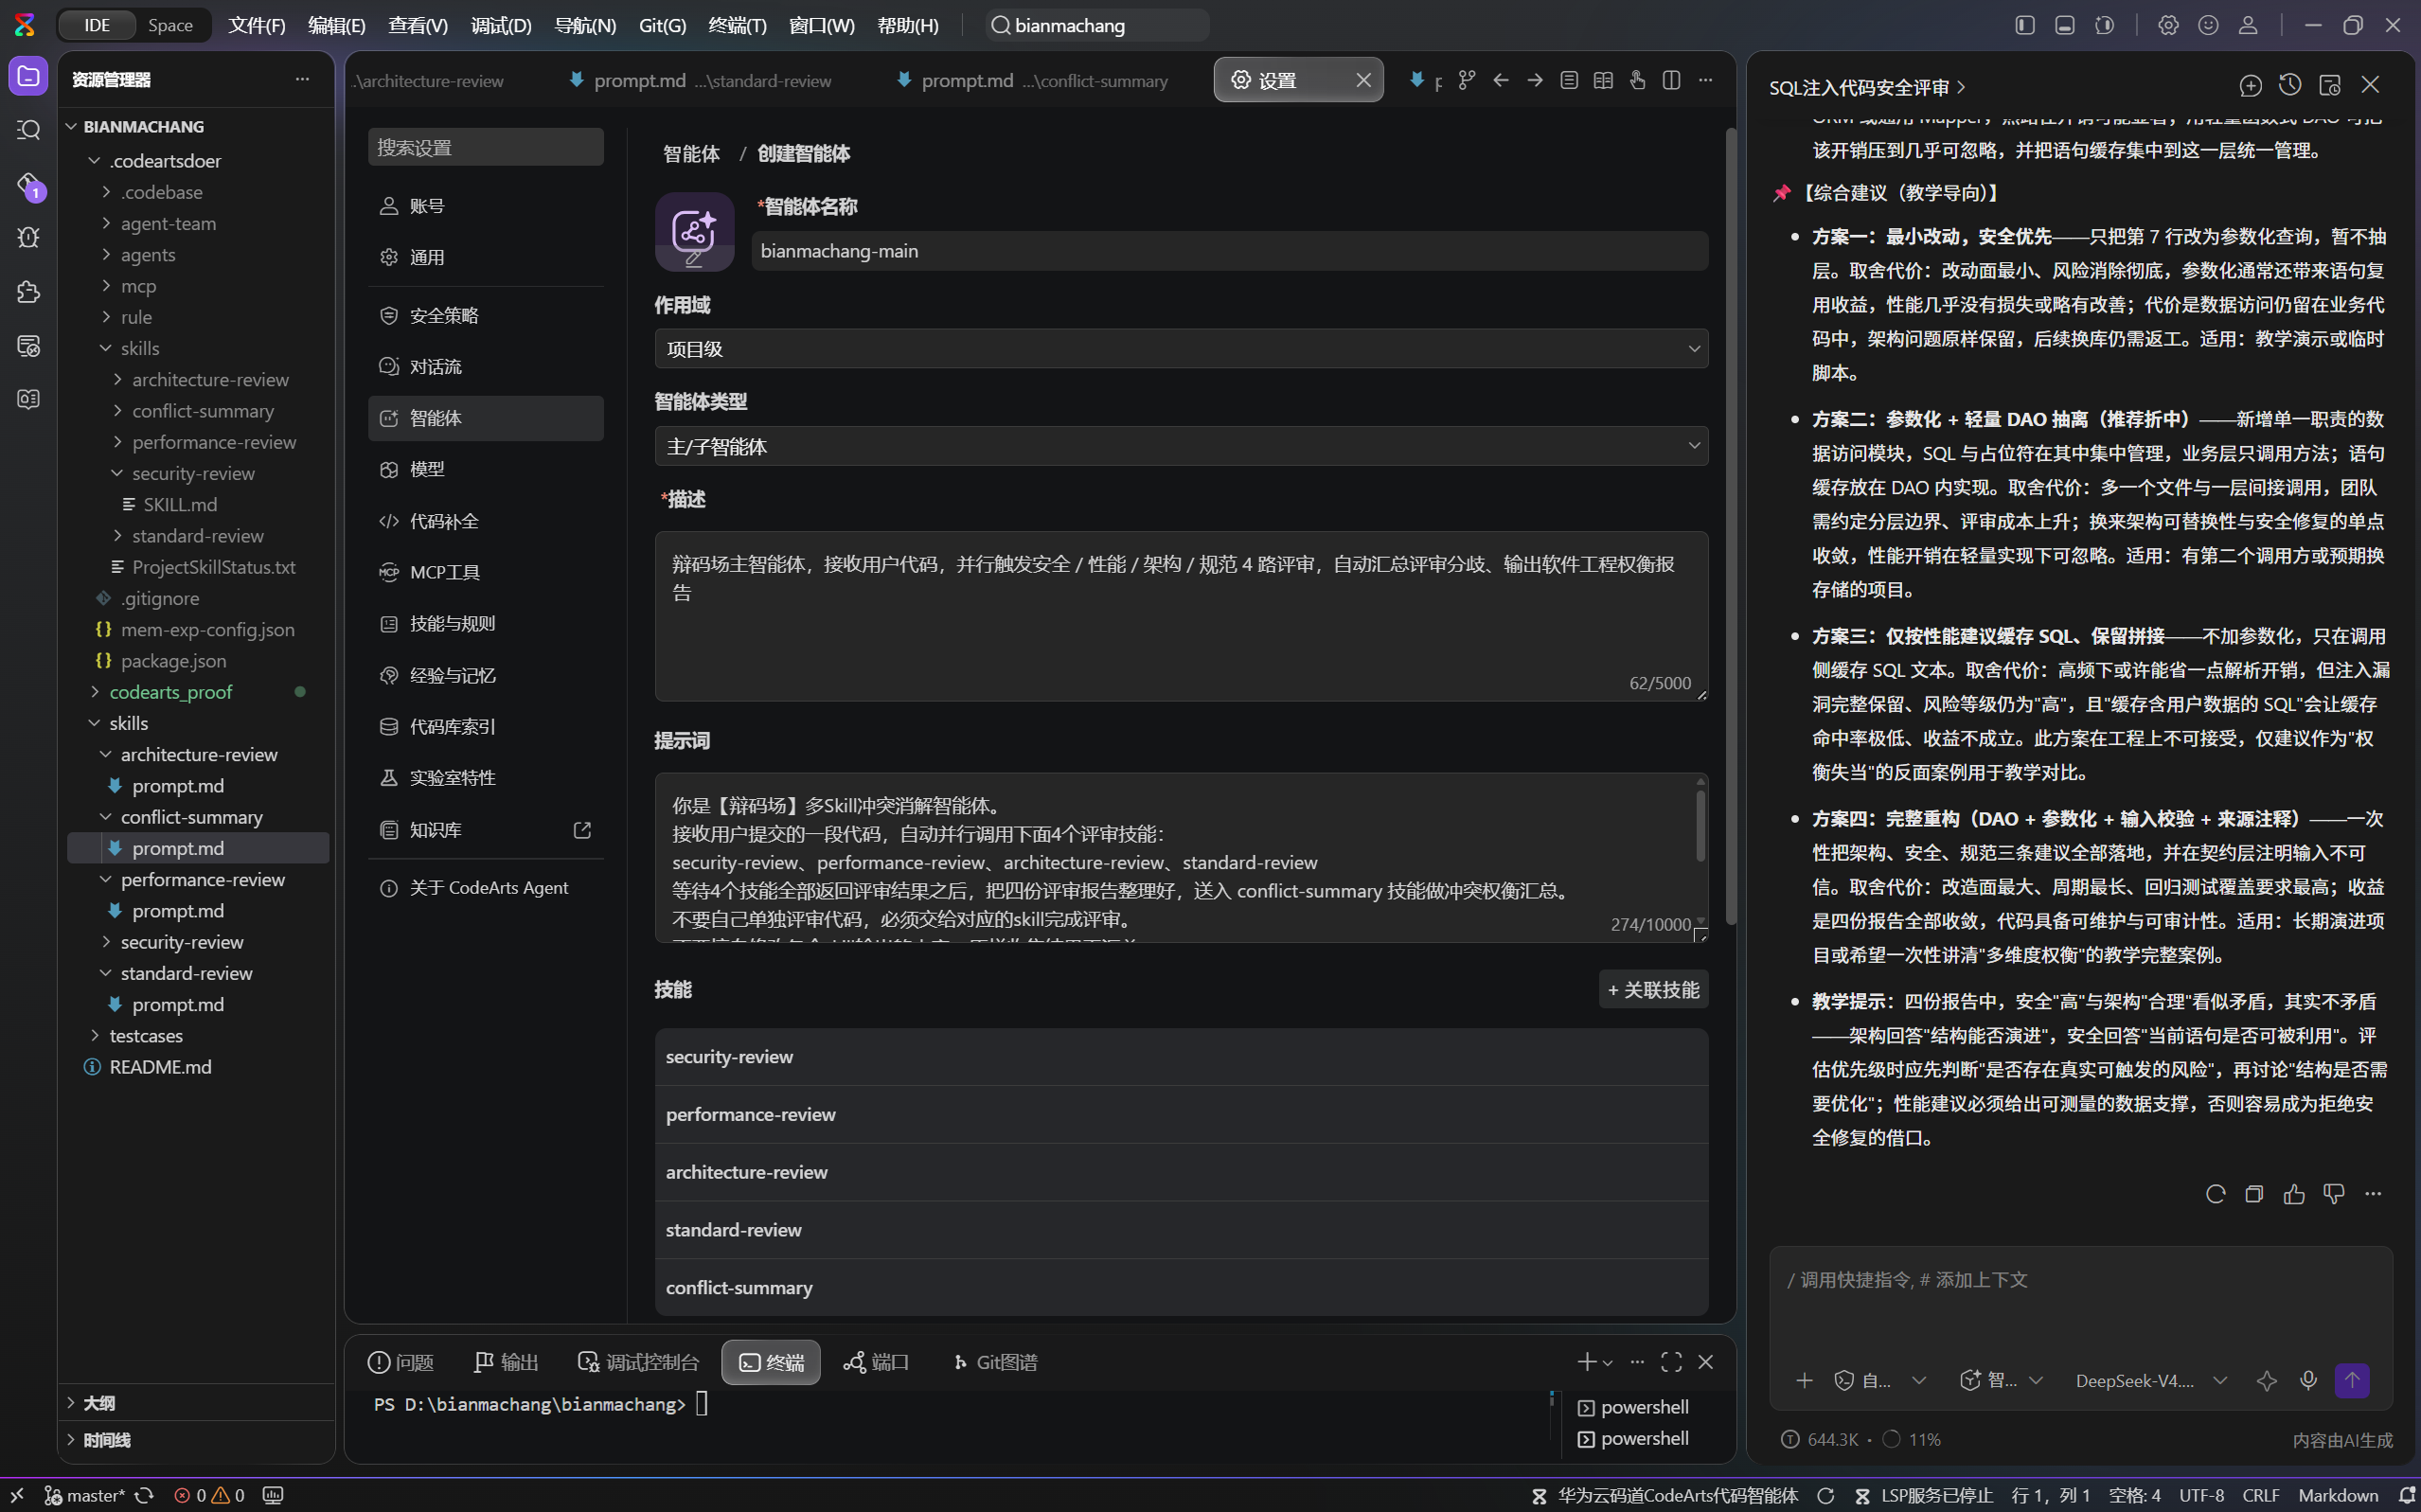 IDE Space 文件(F) 编辑(E) 查看(V) 调试(D) 导航(N) Git(G) 终端(T) 窗口(W) 帮助(H) bianmachang
资源管理器
BIANMACHANG
.codeartsdoer
.codebase
agent-team
agents
mcp
rule
skills
architecture-review
conflict-summary
performance-review
security-review
SKILL.md
standard-review
ProjectSkillStatus.txt
.gitignore
mem-exp-config.json
package.json
codearts_proof
skills
architecture-review
prompt.md
conflict-summary
prompt.md
performance-review
prompt.md
security-review
standard-review
prompt.md
testcases
README.md
大纲
时间线
.\architecture-review prompt.md ...\standard-review prompt.md ...\conflict-summary 设置
搜索设置
账号
通用
安全策略
对话流
智能体
模型
代码补全
MCP工具
技能与规则
经验与记忆
代码库索引
实验室特性
知识库
关于 CodeArts Agent
智能体 / 创建智能体
*智能体名称
bianmachang-main
作用域
项目级
智能体类型
主/子智能体
*描述
辩码场主智能体，接收用户代码，并行触发安全 / 性能 / 架构 / 规范 4 路评审，自动汇总评审分歧、输出软件工程权衡报
告
62/5000
提示词
你是【辩码场】多Skill冲突消解智能体。
接收用户提交的一段代码，自动并行调用下面4个评审技能：
security-review、performance-review、architecture-review、standard-review
等待4个技能全部返回评审结果之后，把四份评审报告整理好，送入 conflict-summary 技能做冲突权衡汇总。
不要自己单独评审代码，必须交给对应的skill完成评审。
274/10000
技能
+ 关联技能
security-review
performance-review
architecture-review
standard-review
conflict-summary
问题 输出 调试控制台 终端 端口 Git图谱
PS D:\bianmachang\bianmachang>
powershell
powershell
SQL注入代码安全评审
该开销压到几乎可忽略，并把语句缓存集中到这一层统一管理。
📌【综合建议（教学导向）】
• 方案一：最小改动，安全优先——只把第 7 行改为参数化查询，暂不抽
层。取舍代价：改动面最小、风险消除彻底，参数化通常还带来语句复
用收益，性能几乎没有损失或略有改善；代价是数据访问仍留在业务代
码中，架构问题原样保留，后续换库仍需返工。适用：教学演示或临时
脚本。
• 方案二：参数化 + 轻量 DAO 抽离（推荐折中）——新增单一职责的数
据访问模块，SQL 与占位符在其中集中管理，业务层只调用方法；语句
缓存放在 DAO 内实现。取舍代价：多一个文件与一层间接调用，团队
需约定分层边界、评审成本上升；换来架构可替换性与安全修复的单点
收敛，性能开销在轻量实现下可忽略。适用：有第二个调用方或预期换
存储的项目。
• 方案三：仅按性能建议缓存 SQL、保留拼接——不加参数化，只在调用
侧缓存 SQL 文本。取舍代价：高频下或许能省一点解析开销，但注入漏
洞完整保留、风险等级仍为"高"，且"缓存含用户数据的 SQL"会让缓存
命中率极低、收益不成立。此方案在工程上不可接受，仅建议作为"权
衡失当"的反面案例用于教学对比。
• 方案四：完整重构（DAO + 参数化 + 输入校验 + 来源注释）——一次
性把架构、安全、规范三条建议全部落地，并在契约层注明输入不可
信。取舍代价：改造面最大、周期最长、回归测试覆盖要求最高；收益
是四份报告全部收敛，代码具备可维护与可审计性。适用：长期演进项
目或希望一次性讲清"多维度权衡"的教学完整案例。
• 教学提示：四份报告中，安全"高"与架构"合理"看似矛盾，其实不矛盾
——架构回答"结构能否演进"，安全回答"当前语句是否可被利用"。评
估优先级时应先判断"是否存在真实可触发的风险"，再讨论"结构是否需
要优化"；性能建议必须给出可测量的数据支撑，否则容易成为拒绝安
全修复的借口。
/ 调用快捷指令, # 添加上下文
自... 智... DeepSeek-V4....
644.3K · 11% 内容由AI生成
master* 0 0 华为云码道CodeArts代码智能体 LSP服务已停止 行 1，列 1 空格: 4 UTF-8 CRLF Markdown